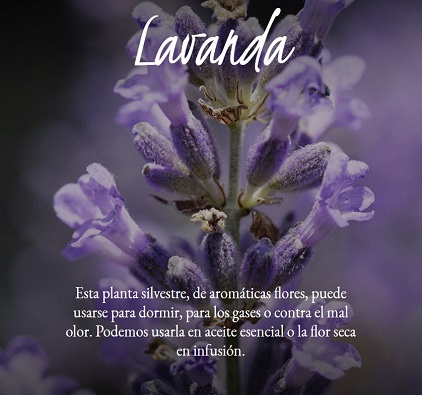 Lavanda
Esta planta silvestre, de aromáticas flores, puede
usarse para dormir, para los gases o contra el mal
olor. Podemos usarla en aceite esencial o la flor seca
en infusión.